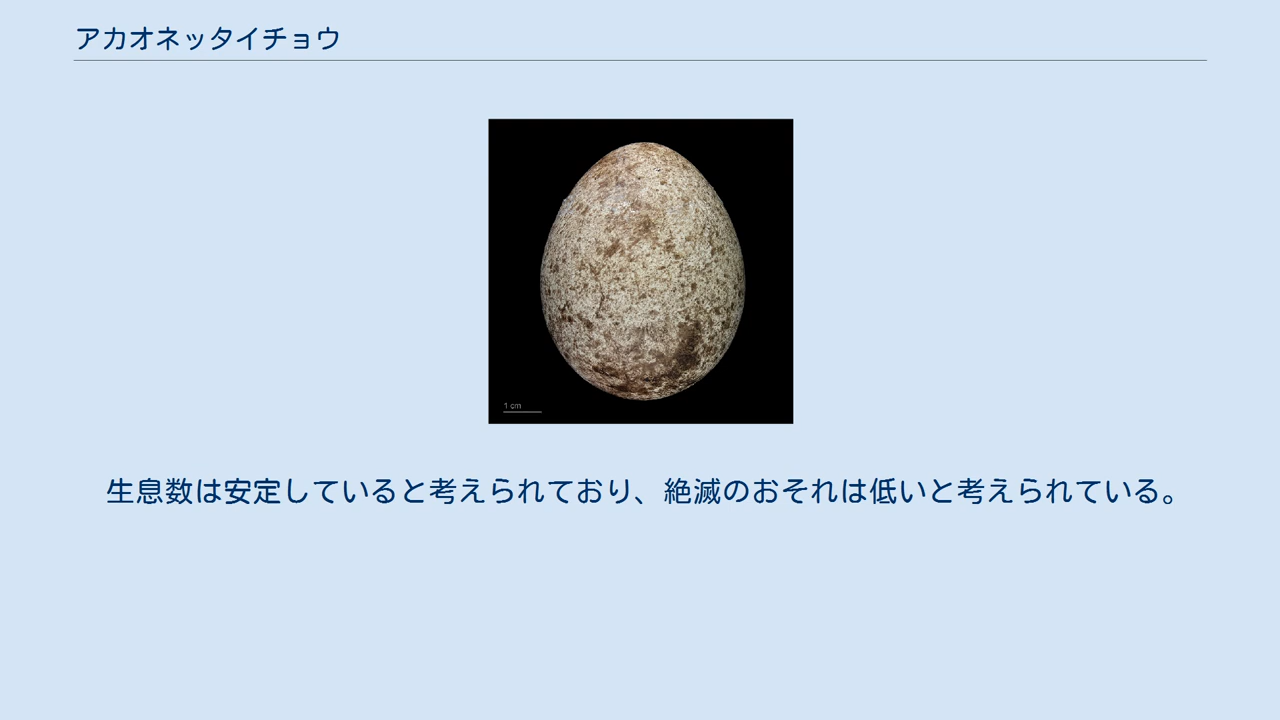 アカオネッタイチョウ
1 cm
生息数は安定していると考えられており、絶滅のおそれは低いと考えられている。